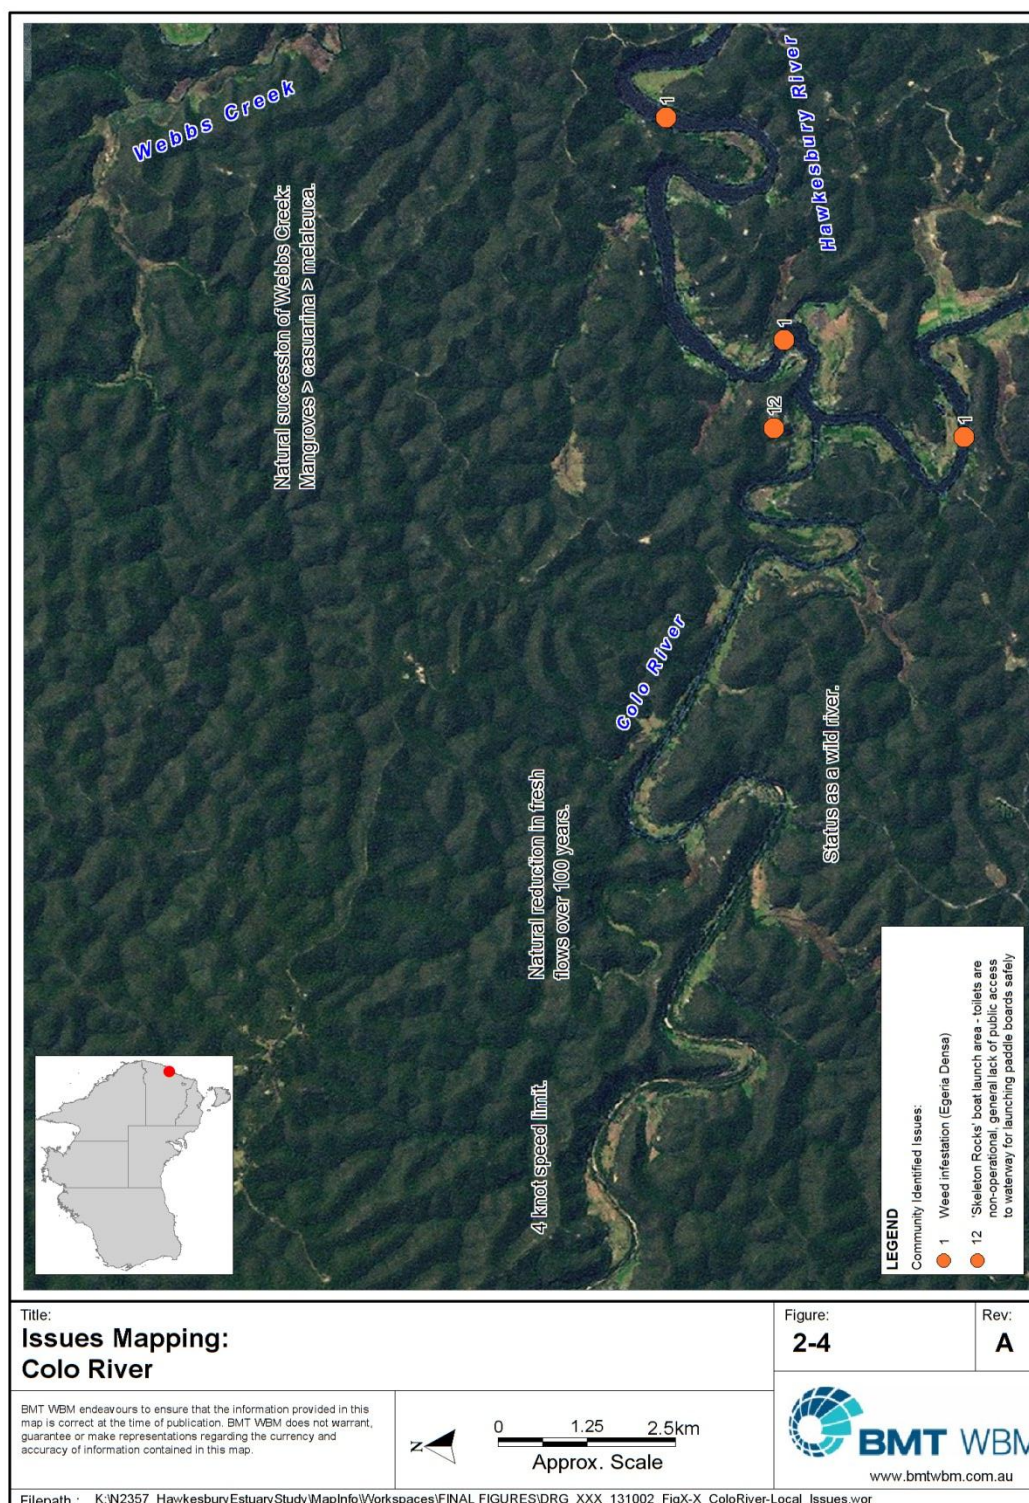 Webbs Creek
Hawkesbury River
1
Natural succession of Webbs Creek:
Mangroves > casuarina > melaleuca.
1
12
1
Colo River
Natural reduction in fresh
flows over 100 years.
Status as a wild river.
4 knot speed limit.
LEGEND
Community Identified Issues:
1 Weed infestation (Egeria Densa)
12 'Skeleton Rocks' boat launch area - toilets are
non-operational, general lack of public access
to waterway for launching paddle boards safely
Title:
Issues Mapping:
Colo River
Figure:
2-4
Rev:
A
BMT WBM endeavours to ensure that the information provided in this
map is correct at the time of publication. BMT WBM does not warrant,
guarantee or make representations regarding the currency and
accuracy of information contained in this map.
N
0 1.25 2.5km
Approx. Scale
BMT WBM
www.bmtwbm.com.au
Filepath : K:\N2357_HawkesburyEstuaryStudy\MapInfo\Workspaces\FINAL FIGURES\DRG_XXX_131002_FigX-X_ColoRiver-Local_Issues.wor